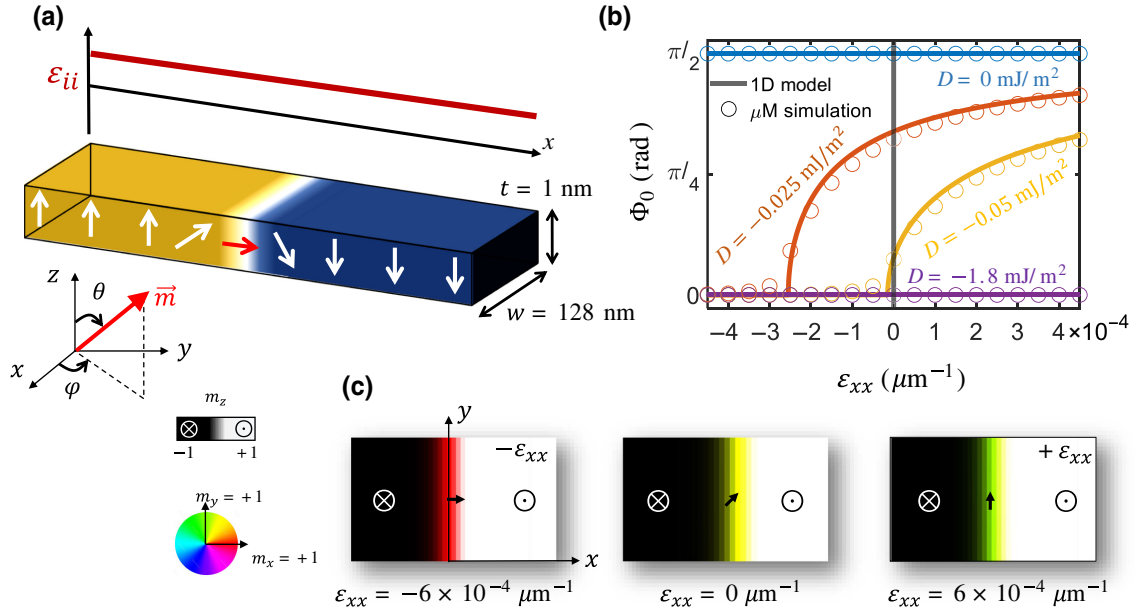 (a)
ε_ii
x
t = 1 nm
w = 128 nm
z
θ
m⃗
x
y
φ
m_z
−1
+1
m_y = +1
m_x = +1
(b)
π/2
π/4
0
Φ_0 (rad)
D = 0 mJ/m²
1D model
μM simulation
D = −0.025 mJ/m²
D = −0.05 mJ/m²
D = −1.8 mJ/m²
−4 −3 −2 −1 0 1 2 3 4×10⁻⁴
ε_xx (μm⁻¹)
(c)
y
−ε_xx
+ε_xx
x
ε_xx = −6 × 10⁻⁴ μm⁻¹
ε_xx = 0 μm⁻¹
ε_xx = 6 × 10⁻⁴ μm⁻¹